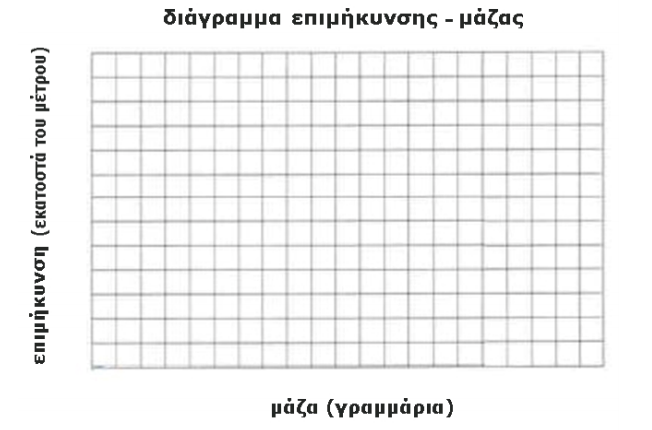 διάγραμμα επιμήκυνσης - μάζας
επιμήκυνση (εκατοστά του μέτρου)
μάζα (γραμμάρια)